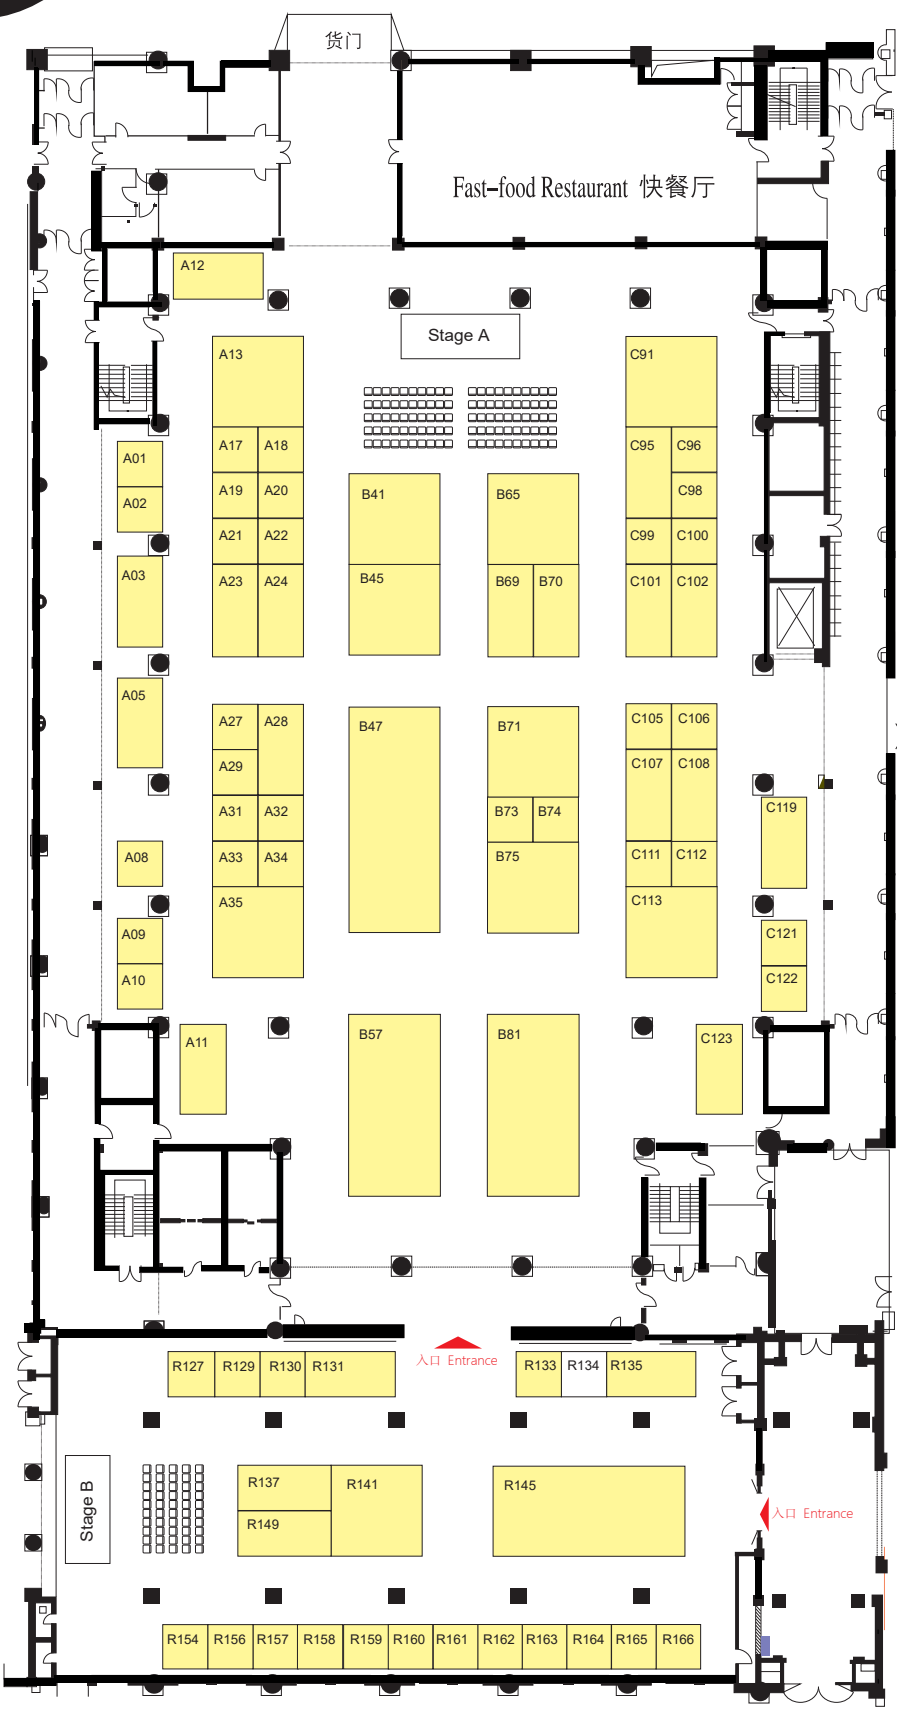 货门
Fast-food Restaurant 快餐厅
A12
Stage A
A13
C91
A17 A18
C95 C96
A01
A19 A20
C98
A02
B41
B65
A21 A22
C99 C100
A03
A23 A24
B45
B69 B70
C101 C102
A05
A27 A28
B47
B71
C105 C106
A29
C107 C108
A31 A32
B73 B74
C119
A08
A33 A34
B75
C111 C112
A35
C113
A09
C121
A10
C122
A11
B57
B81
C123
入口 Entrance
R127 R129 R130 R131
R133 R134 R135
Stage B
R137
R141
R145
R149
入口 Entrance
R154 R156 R157 R158 R159 R160 R161 R162 R163 R164 R165 R166